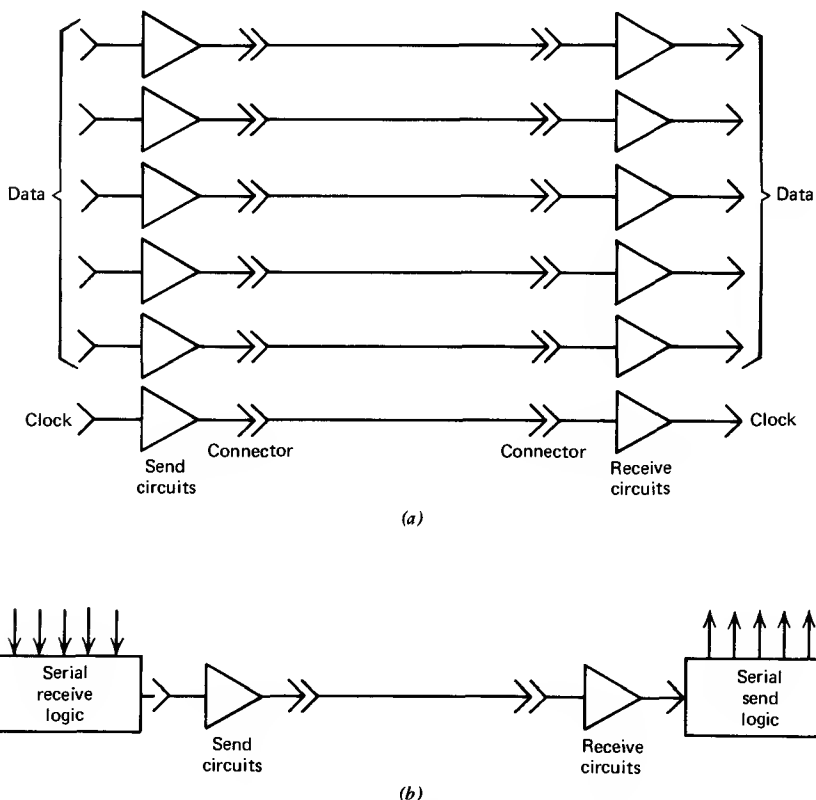 Data
Data
Clock
Clock
Connector
Connector
Send
circuits
Receive
circuits
(a)
Serial
receive
logic
Serial
send
logic
Send
circuits
Receive
circuits
(b)